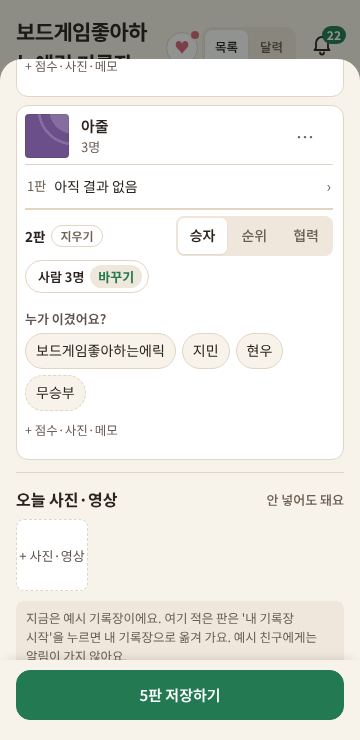 보드게임좋아하
목록
달력
22
+ 점수·사진·메모
아줄
3명
···
1판 아직 결과 없음 ›
2판 지우기
승자 순위 협력
사람 3명 바꾸기
누가 이겼어요?
보드게임좋아하는에릭 지민 현우
무승부
+ 점수·사진·메모
오늘 사진·영상 안 넣어도 돼요
+ 사진·영상
지금은 예시 기록장이에요. 여기 적은 판은 '내 기록장
시작'을 누르면 내 기록장으로 옮겨 가요. 예시 친구에게는
알림이 가지 않아요.
5판 저장하기